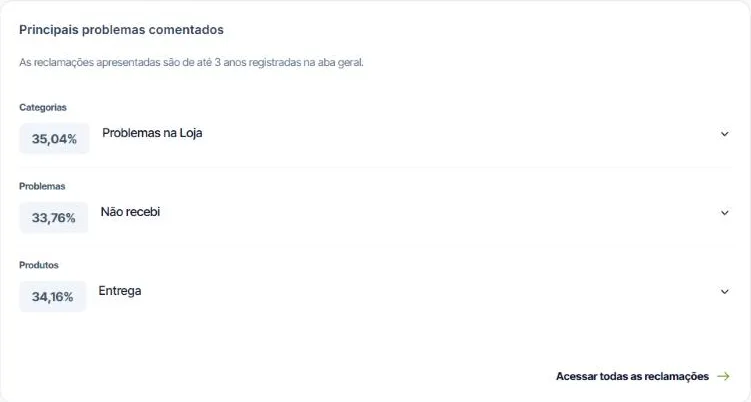 Principais problemas comentados
As reclamações apresentadas são de até 3 anos registradas na aba geral.
Categorias
35,04% Problemas na Loja
Problemas
33,76% Não recebi
Produtos
34,16% Entrega
Acessar todas as reclamações